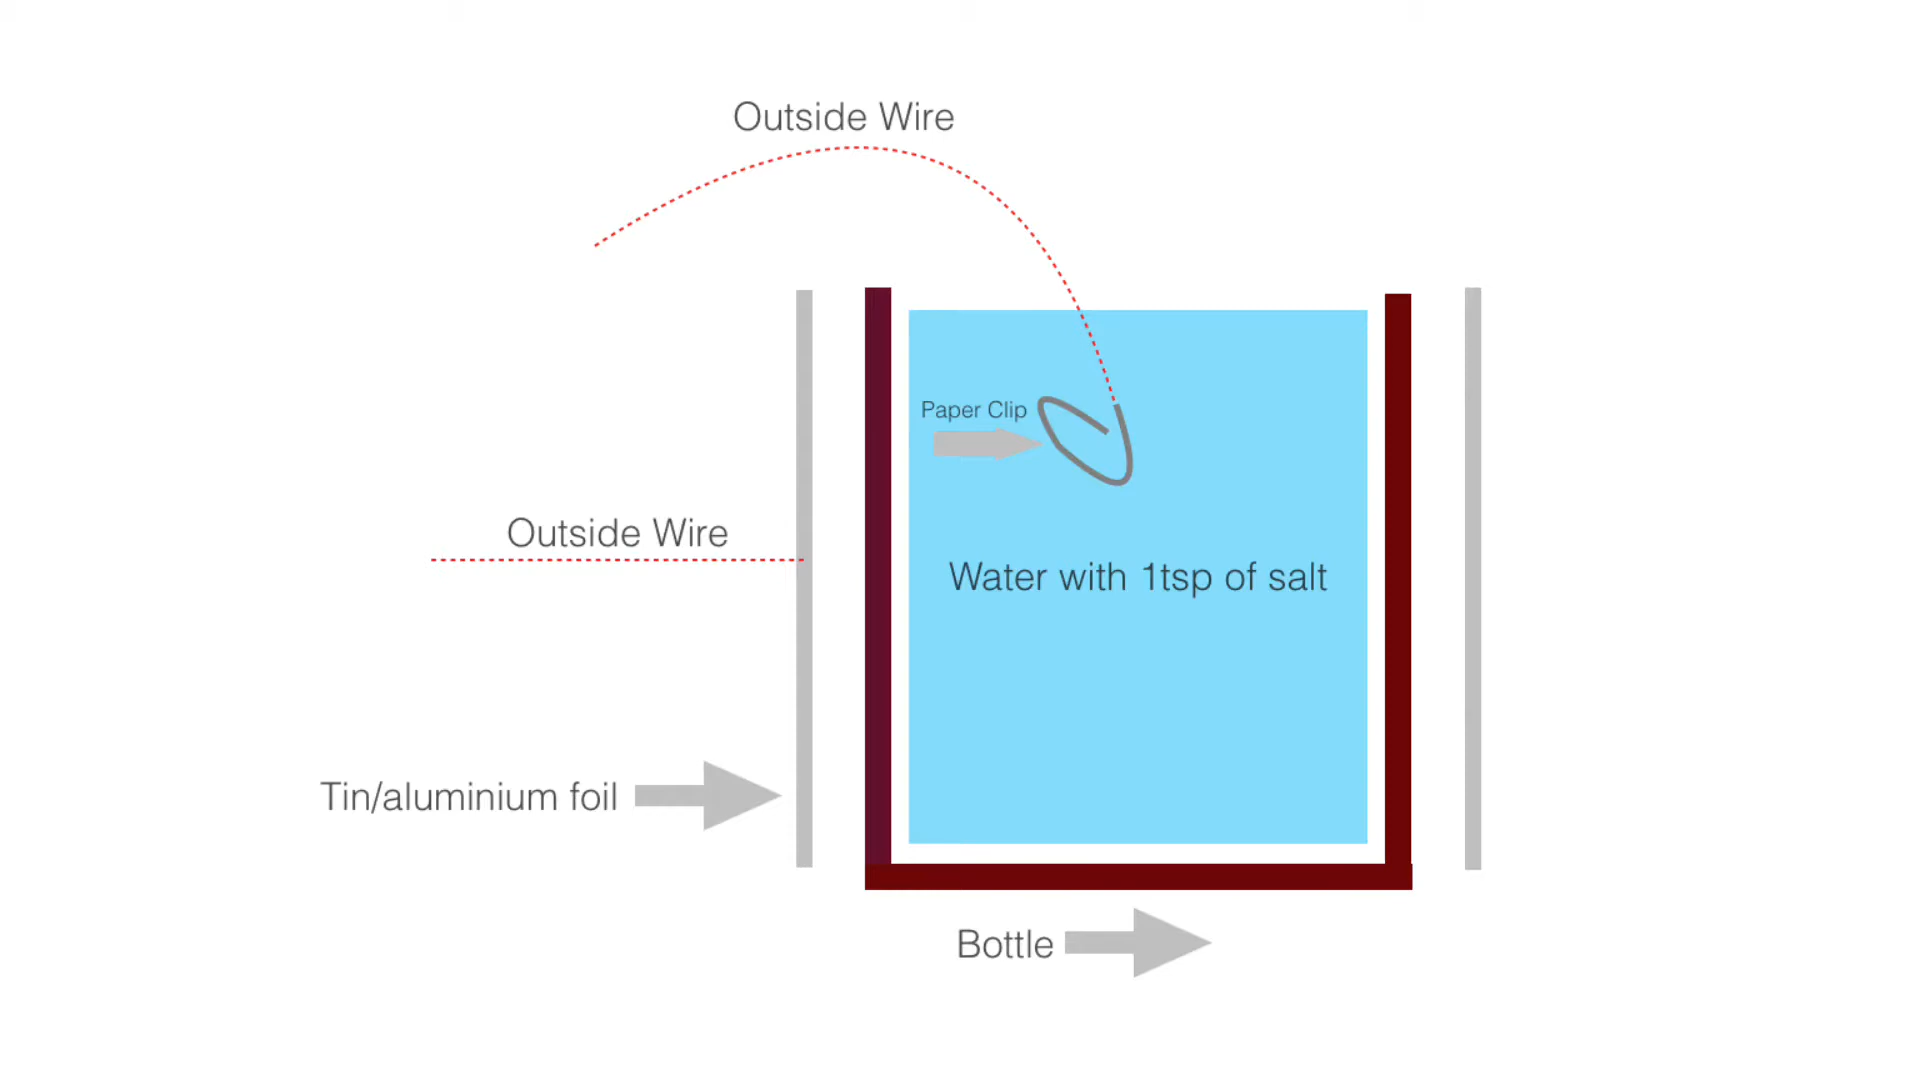 Outside Wire
Paper Clip
Outside Wire
Water with 1tsp of salt
Tin/aluminium foil
Bottle